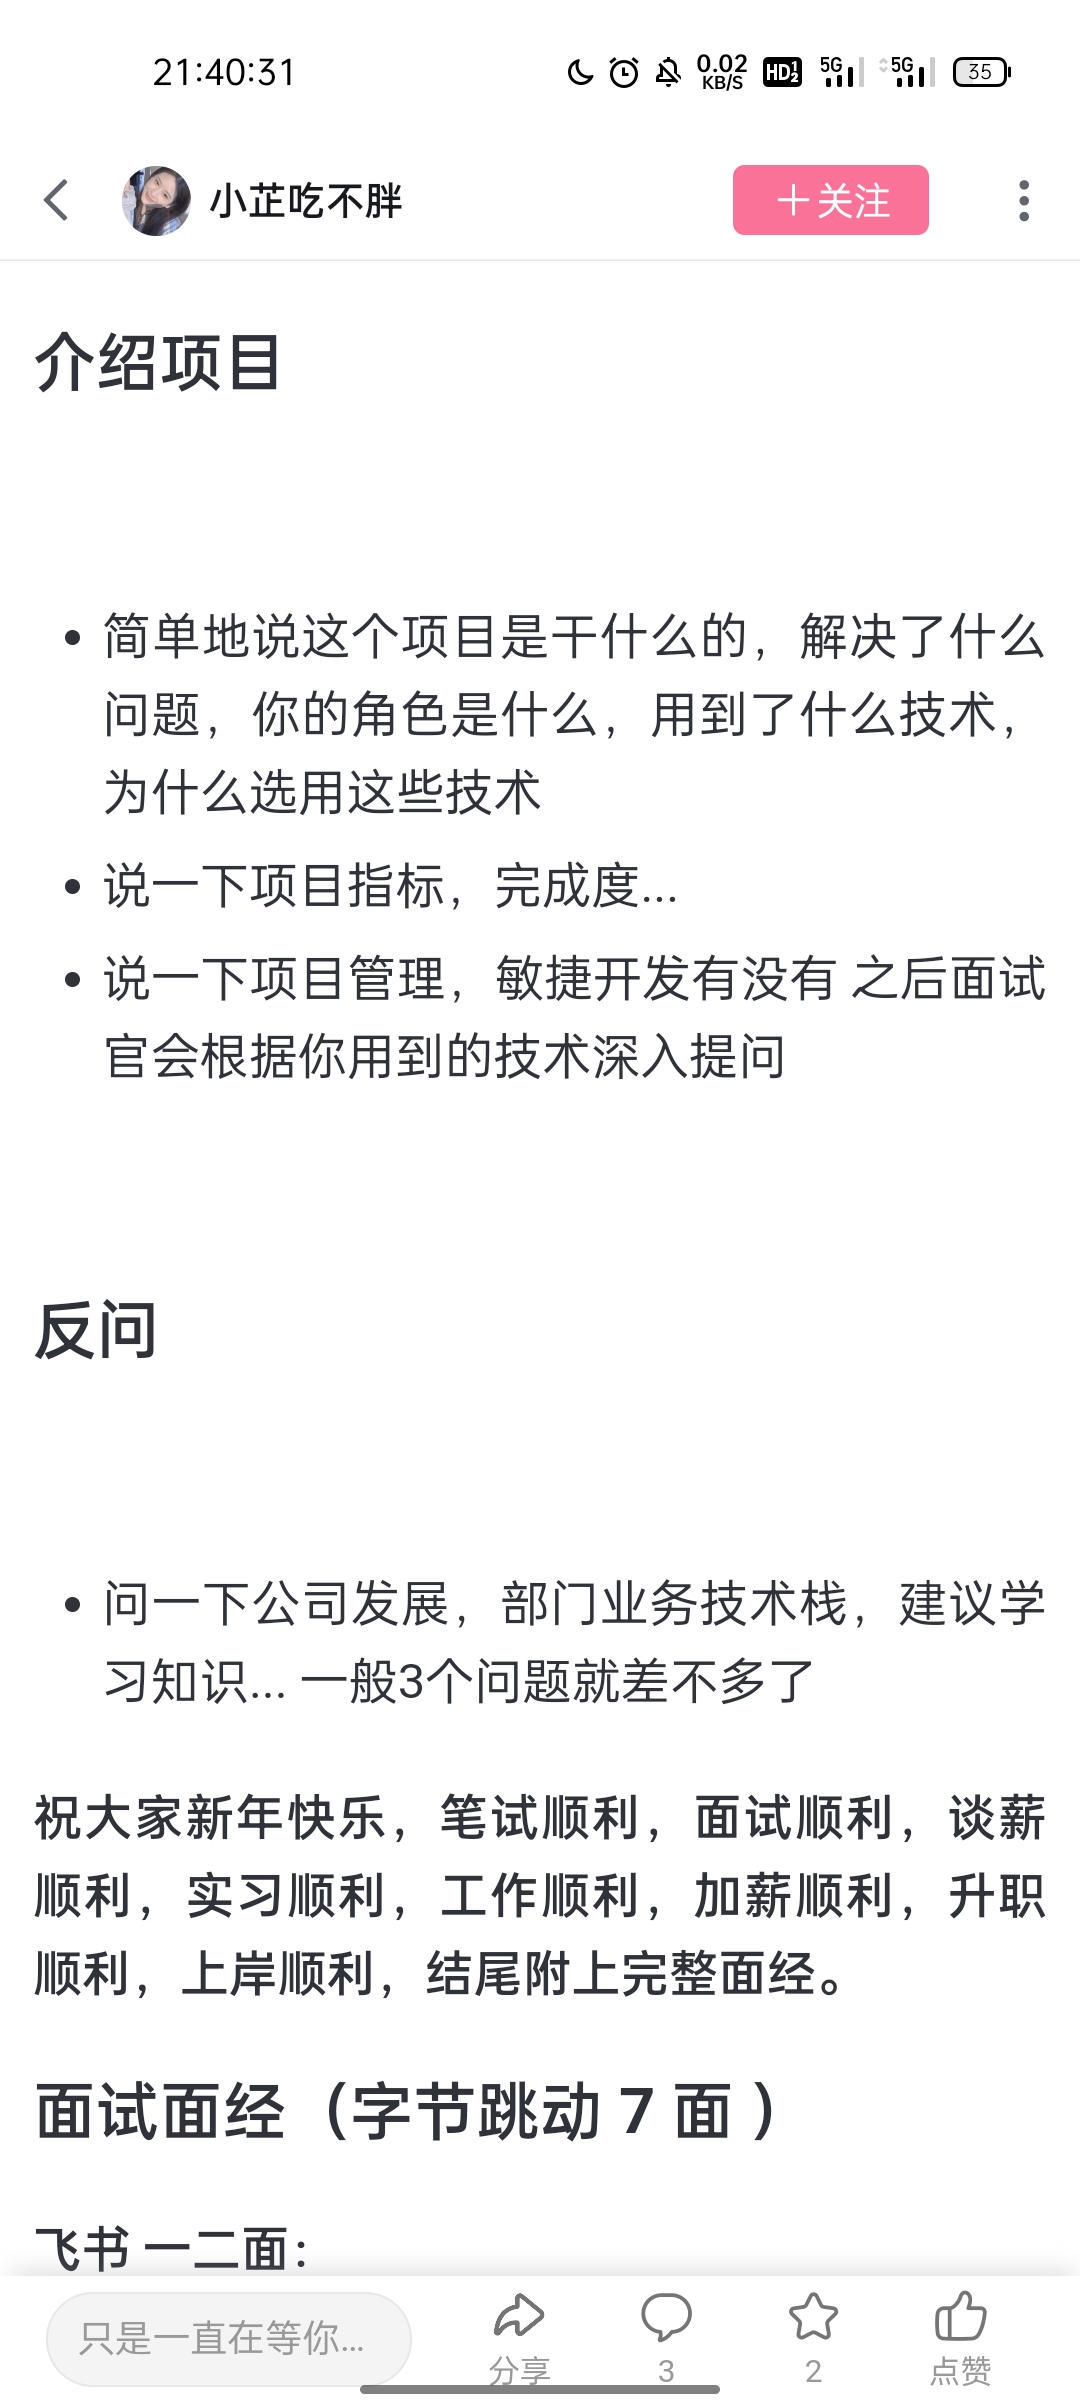 21:40:31
0.02
KB/S
HD 1 2
5G
5G
35
小芷吃不胖
十关注
介绍项目
简单地说这个项目是干什么的，解决了什么
问题，你的角色是什么，用到了什么技术，
为什么选用这些技术
说一下项目指标，完成度...
说一下项目管理，敏捷开发有没有 之后面试
官会根据你用到的技术深入提问
反问
问一下公司发展，部门业务技术栈，建议学
习知识... 一般3个问题就差不多了
祝大家新年快乐，笔试顺利，面试顺利，谈薪
顺利，实习顺利，工作顺利，加薪顺利，升职
顺利，上岸顺利，结尾附上完整面经。
面试面经（字节跳动 7 面 ）
飞书 一二面：
只是一直在等你...
分享
3
2
点赞